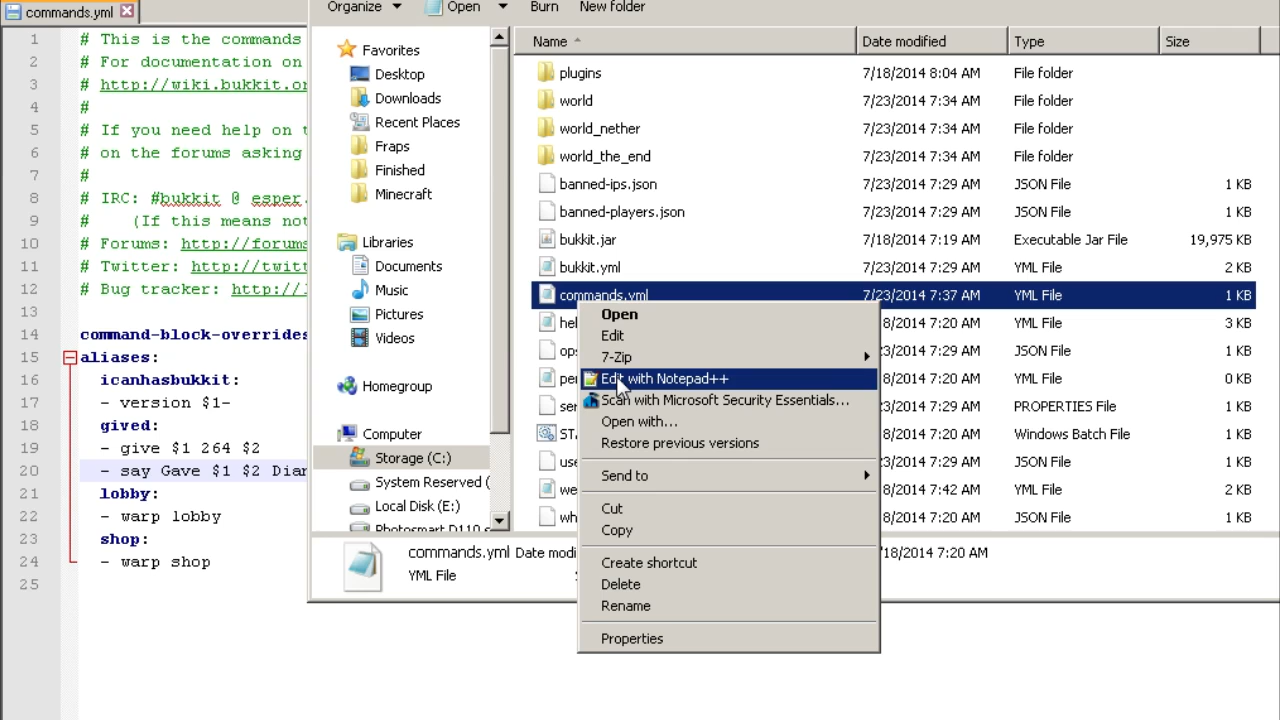 commands.yml
1 # This is the commands
2 # For documentation on
3 # http://wiki.bukkit.or
4 #
5 # If you need help on
6 # on the forums asking
7 #
8 # IRC: #bukkit @ esper.
9 # (If this means not
10 # Forums: http://forums
11 # Twitter: http://twitt
12 # Bug tracker: http://
13
14 command-block-overrides
15 aliases:
16 icanhasbukkit:
17 - version $1-
18 gived:
19 - give $1 264 $2
20 - say Gave $1 $2 Diam
21 lobby:
22 - warp lobby
23 shop:
24 - warp shop
25
Organize Open Burn New folder
Favorites
Desktop
Downloads
Recent Places
Fraps
Finished
Minecraft
Libraries
Documents
Music
Pictures
Videos
Homegroup
Computer
Storage (C:)
System Reserved (
Local Disk (E:)
Photosmart D110 s
Name Date modified Type Size
plugins 7/18/2014 8:04 AM File folder
world 7/23/2014 7:34 AM File folder
world_nether 7/23/2014 7:34 AM File folder
world_the_end 7/23/2014 7:34 AM File folder
banned-ips.json 7/23/2014 7:29 AM JSON File 1 KB
banned-players.json 7/23/2014 7:29 AM JSON File 1 KB
bukkit.jar 7/18/2014 7:19 AM Executable Jar File 19,975 KB
bukkit.yml 7/23/2014 7:29 AM YML File 2 KB
commands.yml 7/23/2014 7:37 AM YML File 1 KB
hel 8/2014 7:20 AM YML File 3 KB
ops 8/2014 7:20 AM JSON File 1 KB
per 8/2014 7:20 AM YML File 0 KB
ser 8/2014 7:20 AM PROPERTIES File 1 KB
STA 8/2014 7:20 AM Windows Batch File 1 KB
use 8/2014 7:29 AM JSON File 1 KB
we 8/2014 7:42 AM YML File 2 KB
wh 8/2014 7:20 AM JSON File 1 KB
Open
Edit
7-Zip
Edit with Notepad++
Scan with Microsoft Security Essentials...
Open with...
Restore previous versions
Send to
Cut
Copy
Create shortcut
Delete
Rename
Properties
commands.yml Date modi /18/2014 7:20 AM
YML File